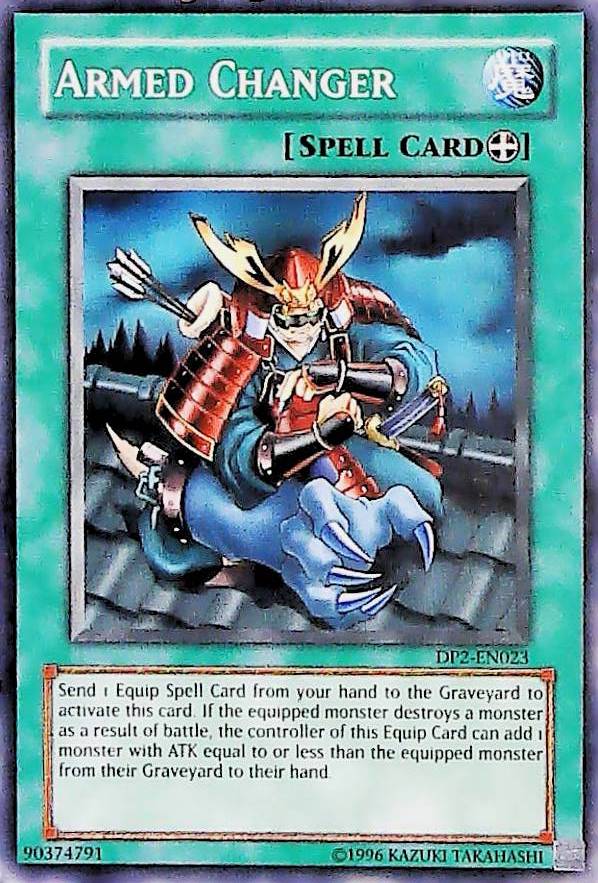 ARMED CHANGER
魔
[SPELL CARD]
DP2-EN023
Send 1 Equip Spell Card from your hand to the Graveyard to
activate this card. If the equipped monster destroys a monster
as a result of battle, the controller of this Equip Card can add 1
monster with ATK equal to or less than the equipped monster
from their Graveyard to their hand.
90374791
©1996 KAZUKI TAKAHASHI